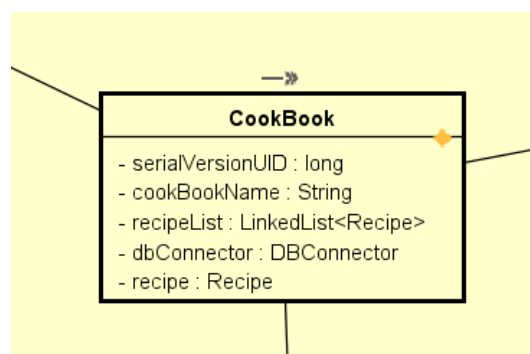 CookBook
- serialVersionUID : long
- cookBookName : String
- recipeList : LinkedList<Recipe>
- dbConnector : DBConnector
- recipe : Recipe